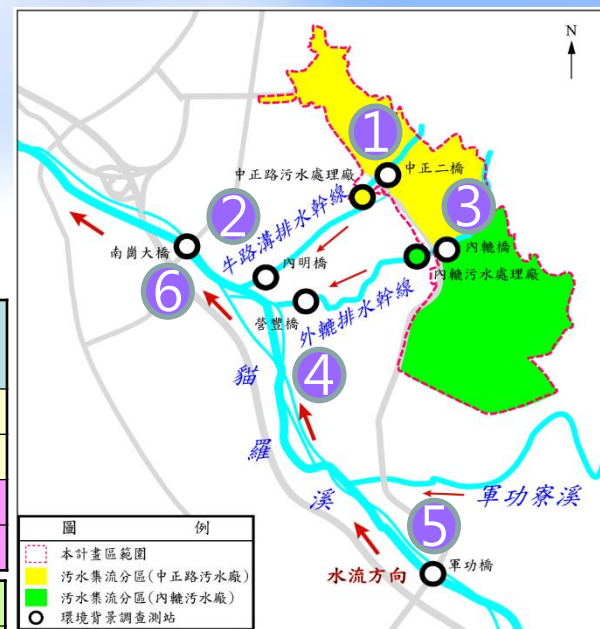 N
1
中正二橋
中正路污水處理廠
3
2
內轆橋
牛路溝排水幹線
南崗大橋
內轆污水處理廠
內明橋
6
營豐橋
外轆排水幹線
4
貓
羅
溪
軍功寮溪
5
水流方向
軍功橋
圖 例
本計畫區範圍
污水集流分區(中正路污水廠)
污水集流分區(內轆污水廠)
環境背景調查測站